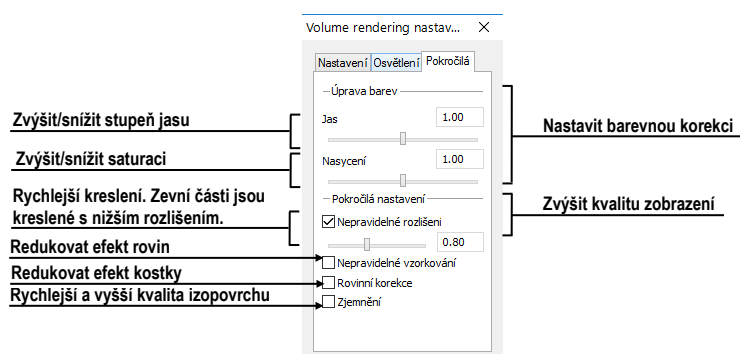 Volume rendering nastav...
Nastavení Osvětlení Pokročilá
Úprava barev
Jas 1.00
Nasycení 1.00
Pokročilá nastavení
Nepravidelné rozlišeni
0.80
Nepravidelné vzorkování
Rovinní korekce
Zjemnění
Zvýšit/snížit stupeň jasu
Zvýšit/snížit saturaci
Rychlejší kreslení. Zevní části jsou
kreslené s nižším rozlišením.
Redukovat efekt rovin
Redukovat efekt kostky
Rychlejší a vyšší kvalita izopovrchu
Nastavit barevnou korekci
Zvýšit kvalitu zobrazení